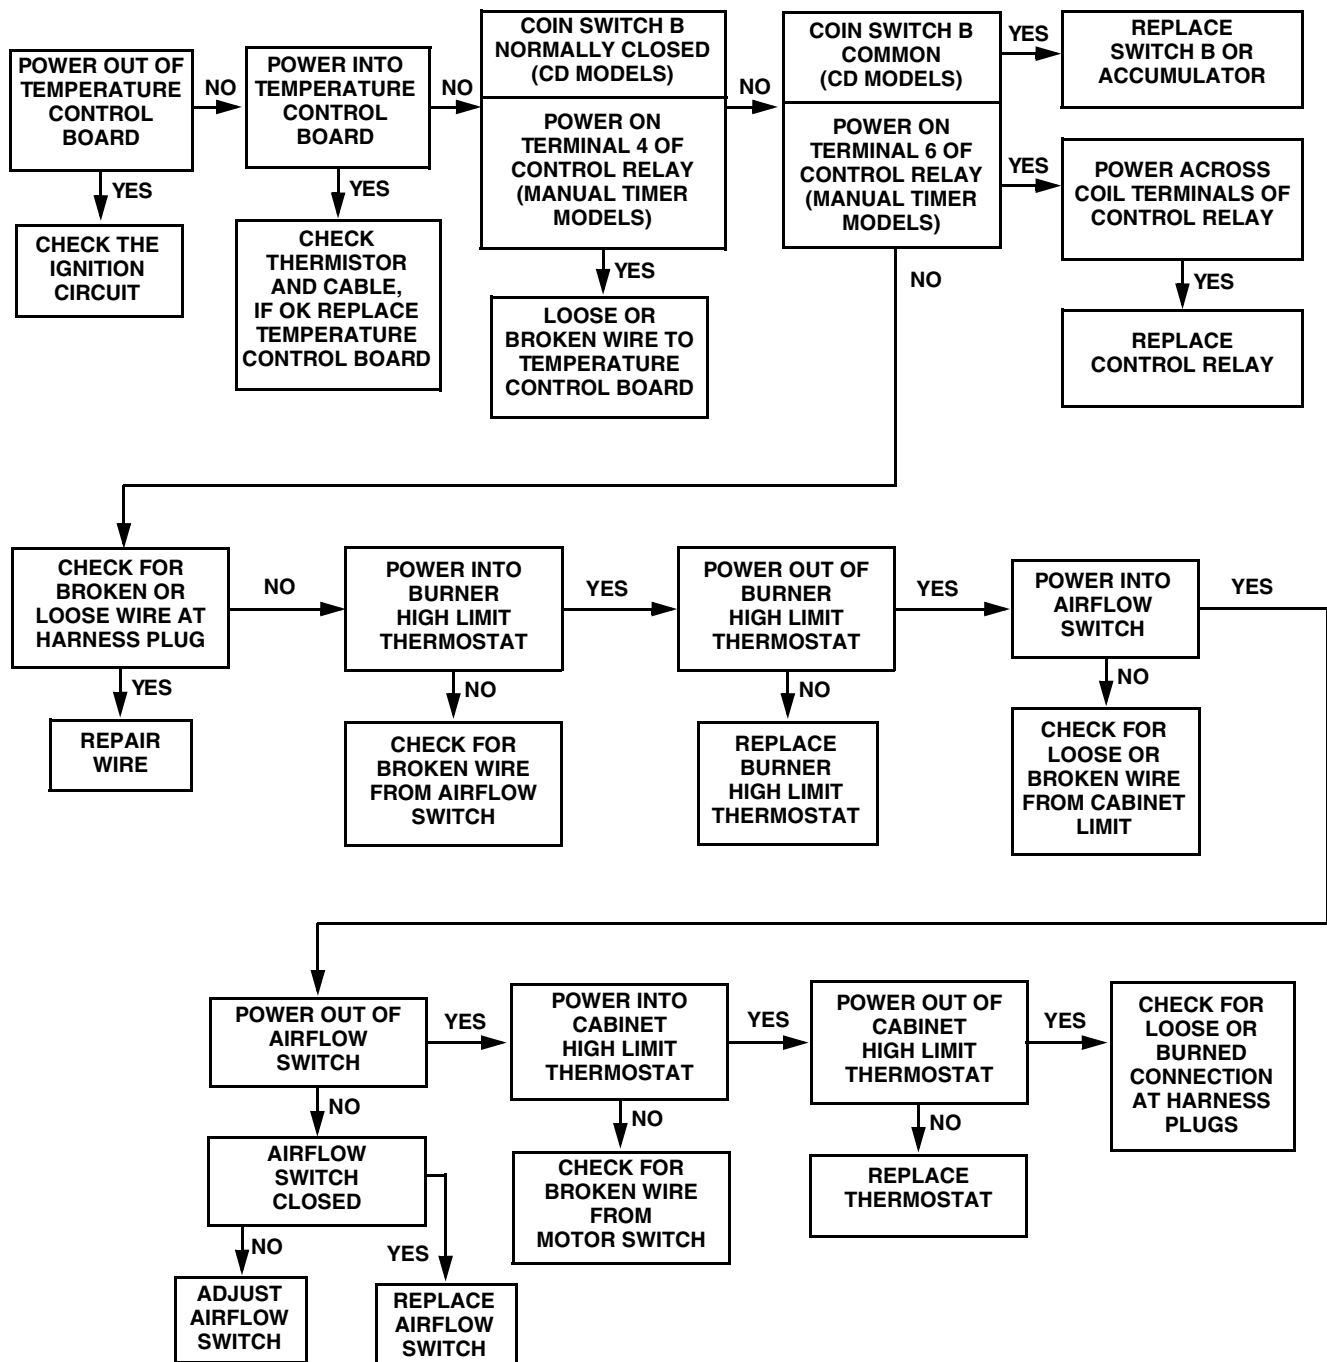 POWER OUT OF
TEMPERATURE
CONTROL
BOARD
NO
YES
CHECK THE
IGNITION
CIRCUIT
POWER INTO
TEMPERATURE
CONTROL
BOARD
NO
YES
CHECK
THERMISTOR
AND CABLE,
IF OK REPLACE
TEMPERATURE
CONTROL BOARD
COIN SWITCH B
NORMALLY CLOSED
(CD MODELS)
POWER ON
TERMINAL 4 OF
CONTROL RELAY
(MANUAL TIMER
MODELS)
NO
YES
LOOSE OR
BROKEN WIRE TO
TEMPERATURE
CONTROL BOARD
COIN SWITCH B
COMMON
(CD MODELS)
POWER ON
TERMINAL 6 OF
CONTROL RELAY
(MANUAL TIMER
MODELS)
YES
YES
NO
REPLACE
SWITCH B OR
ACCUMULATOR
POWER ACROSS
COIL TERMINALS OF
CONTROL RELAY
YES
REPLACE
CONTROL RELAY
CHECK FOR
BROKEN OR
LOOSE WIRE AT
HARNESS PLUG
NO
YES
REPAIR
WIRE
POWER INTO
BURNER
HIGH LIMIT
THERMOSTAT
YES
NO
CHECK FOR
BROKEN WIRE
FROM AIRFLOW
SWITCH
POWER OUT OF
BURNER
HIGH LIMIT
THERMOSTAT
YES
NO
REPLACE
BURNER
HIGH LIMIT
THERMOSTAT
POWER INTO
AIRFLOW
SWITCH
YES
NO
CHECK FOR
LOOSE OR
BROKEN WIRE
FROM CABINET
LIMIT
POWER OUT OF
AIRFLOW
SWITCH
YES
NO
AIRFLOW
SWITCH
CLOSED
NO
YES
ADJUST
AIRFLOW
SWITCH
REPLACE
AIRFLOW
SWITCH
POWER INTO
CABINET
HIGH LIMIT
THERMOSTAT
YES
NO
CHECK FOR
BROKEN WIRE
FROM
MOTOR SWITCH
POWER OUT OF
CABINET
HIGH LIMIT
THERMOSTAT
YES
NO
REPLACE
THERMOSTAT
CHECK FOR
LOOSE OR
BURNED
CONNECTION
AT HARNESS
PLUGS